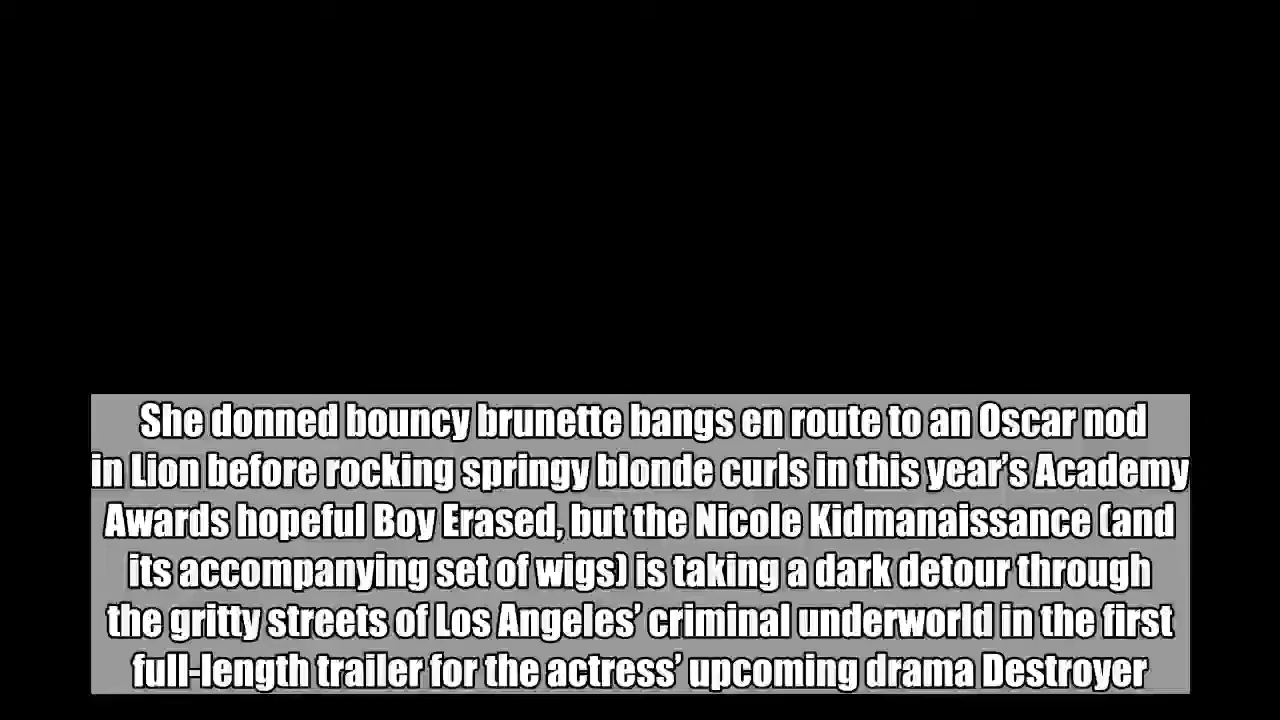 She donned bouncy brunette bangs en route to an Oscar nod
in Lion before rocking springy blonde curls in this year’s Academy
Awards hopeful Boy Erased, but the Nicole Kidmanaissance (and
its accompanying set of wigs) is taking a dark detour through
the gritty streets of Los Angeles’ criminal underworld in the first
full-length trailer for the actress’ upcoming drama Destroyer